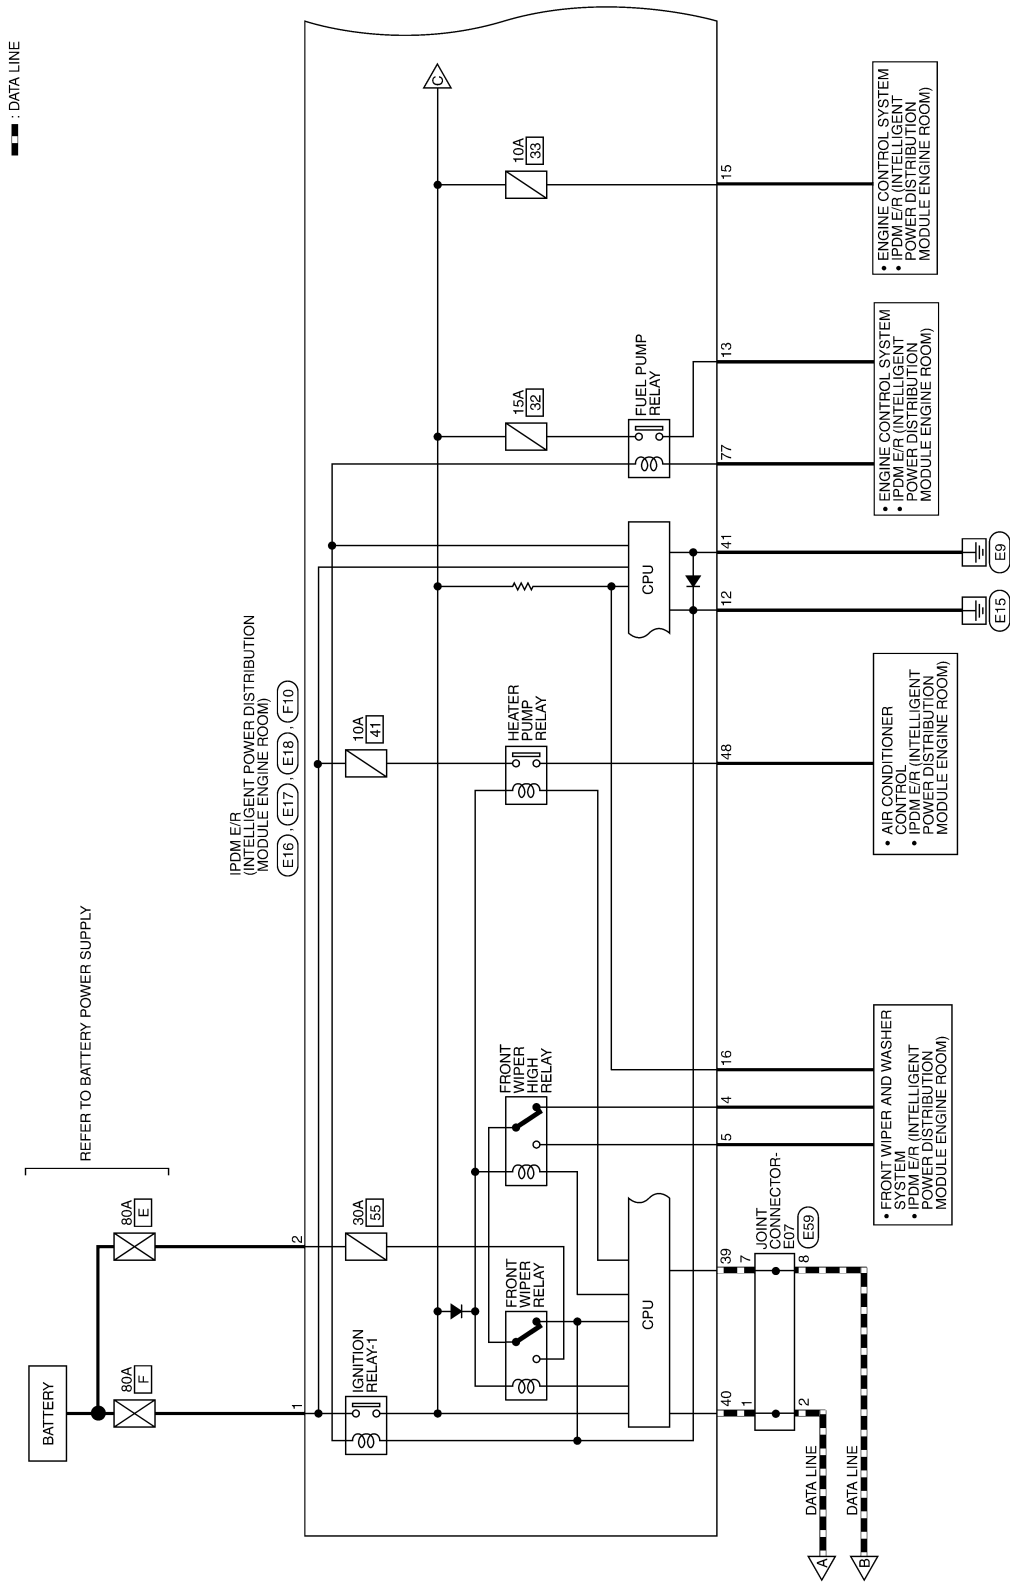 : DATA LINE
REFER TO BATTERY POWER SUPPLY
BATTERY
80A
F
80A
E
1
2
IPDM E/R
(INTELLIGENT POWER DISTRIBUTION
MODULE ENGINE ROOM)
E16 , E17 , E18 , F10
IGNITION
RELAY-1
30A
55
10A
41
C
FRONT
WIPER
RELAY
FRONT
WIPER
HIGH
RELAY
HEATER
PUMP
RELAY
15A
32
10A
33
CPU
CPU
FUEL PUMP
RELAY
40
39
5
4
16
48
12
41
77
13
15
1
7
JOINT
CONNECTOR-
E07
E59
2
8
DATA LINE
A
DATA LINE
B
• FRONT WIPER AND WASHER
SYSTEM
• IPDM E/R (INTELLIGENT
POWER DISTRIBUTION
MODULE ENGINE ROOM)
• AIR CONDITIONER
CONTROL
• IPDM E/R (INTELLIGENT
POWER DISTRIBUTION
MODULE ENGINE ROOM)
E15
E9
• ENGINE CONTROL SYSTEM
• IPDM E/R (INTELLIGENT
POWER DISTRIBUTION
MODULE ENGINE ROOM)
• ENGINE CONTROL SYSTEM
• IPDM E/R (INTELLIGENT
POWER DISTRIBUTION
MODULE ENGINE ROOM)